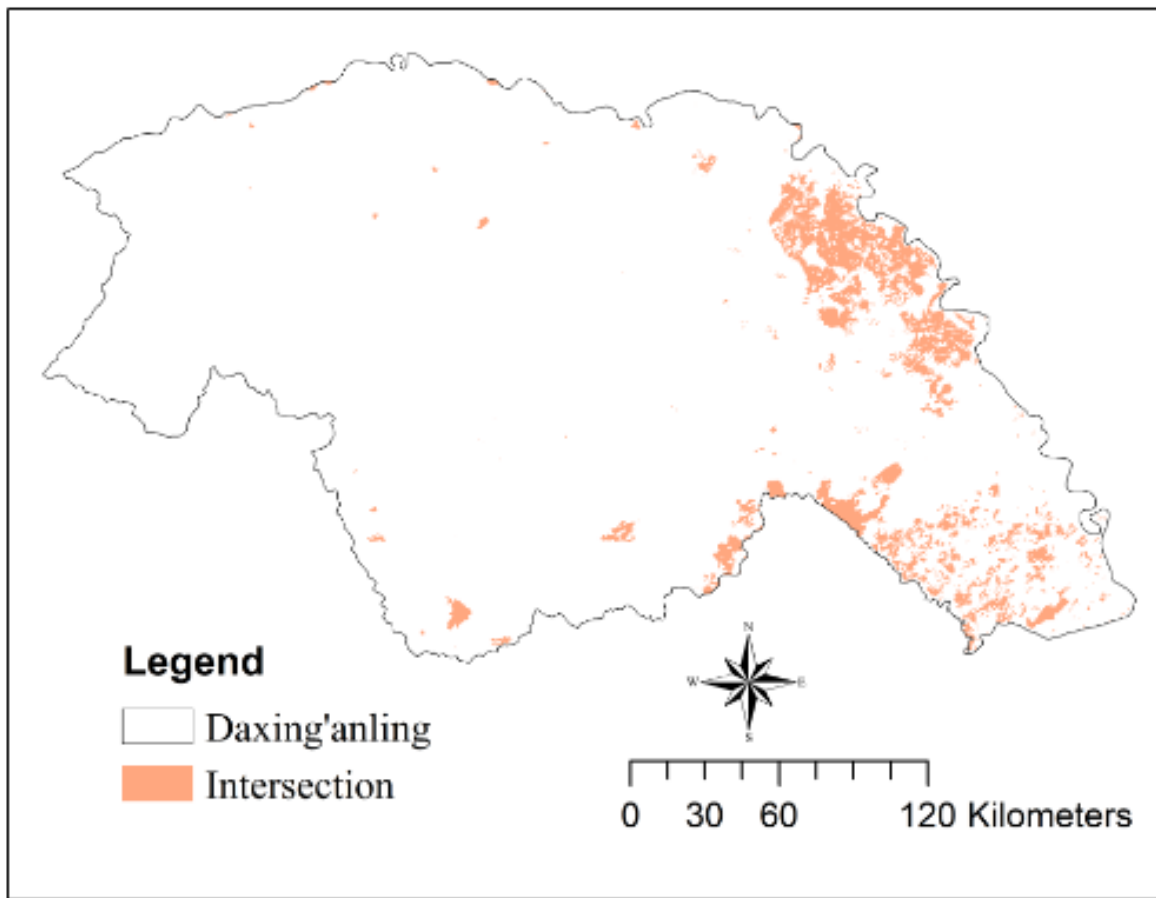 N
W
E
S
Legend
Daxing'anling
Intersection
0 30 60 120 Kilometers